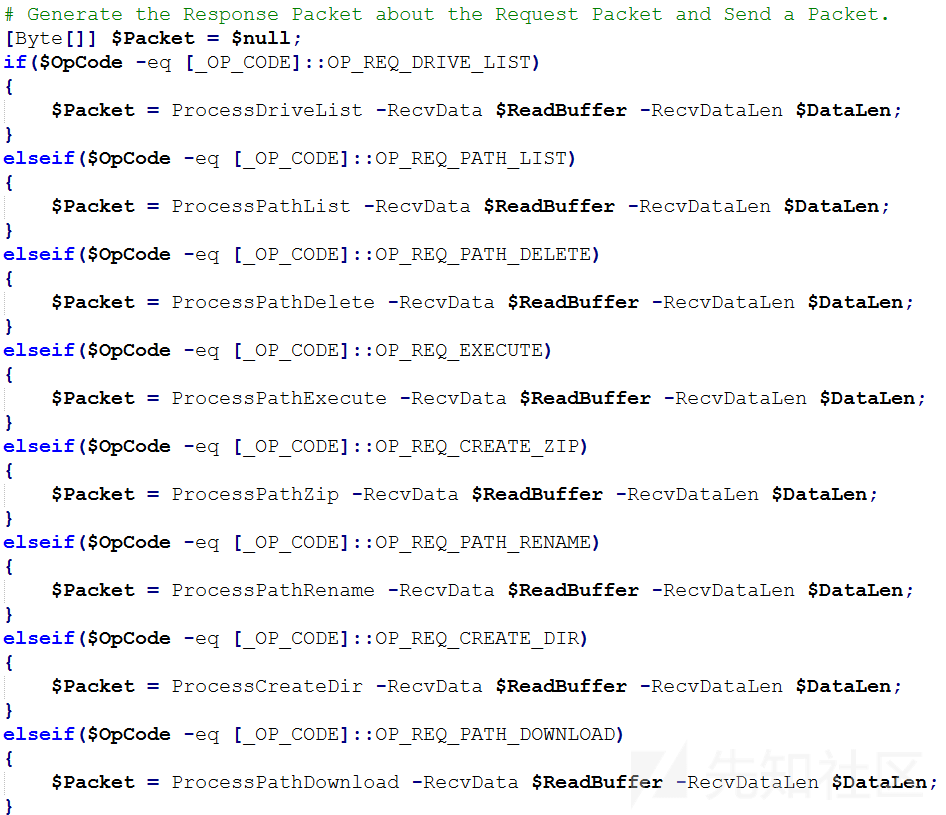 # Generate the Response Packet about the Request Packet and Send a Packet.
[Byte[]] $Packet = $null;
if($OpCode -eq [_OP_CODE]::OP_REQ_DRIVE_LIST)
{
    $Packet = ProcessDriveList -RecvData $ReadBuffer -RecvDataLen $DataLen;
}
elseif($OpCode -eq [_OP_CODE]::OP_REQ_PATH_LIST)
{
    $Packet = ProcessPathList -RecvData $ReadBuffer -RecvDataLen $DataLen;
}
elseif($OpCode -eq [_OP_CODE]::OP_REQ_PATH_DELETE)
{
    $Packet = ProcessPathDelete -RecvData $ReadBuffer -RecvDataLen $DataLen;
}
elseif($OpCode -eq [_OP_CODE]::OP_REQ_EXECUTE)
{
    $Packet = ProcessPathExecute -RecvData $ReadBuffer -RecvDataLen $DataLen;
}
elseif($OpCode -eq [_OP_CODE]::OP_REQ_CREATE_ZIP)
{
    $Packet = ProcessPathZip -RecvData $ReadBuffer -RecvDataLen $DataLen;
}
elseif($OpCode -eq [_OP_CODE]::OP_REQ_PATH_RENAME)
{
    $Packet = ProcessPathRename -RecvData $ReadBuffer -RecvDataLen $DataLen;
}
elseif($OpCode -eq [_OP_CODE]::OP_REQ_CREATE_DIR)
{
    $Packet = ProcessCreateDir -RecvData $ReadBuffer -RecvDataLen $DataLen;
}
elseif($OpCode -eq [_OP_CODE]::OP_REQ_PATH_DOWNLOAD)
{
    $Packet = ProcessPathDownload -RecvData $ReadBuffer -RecvDataLen $DataLen;
}
先知社区